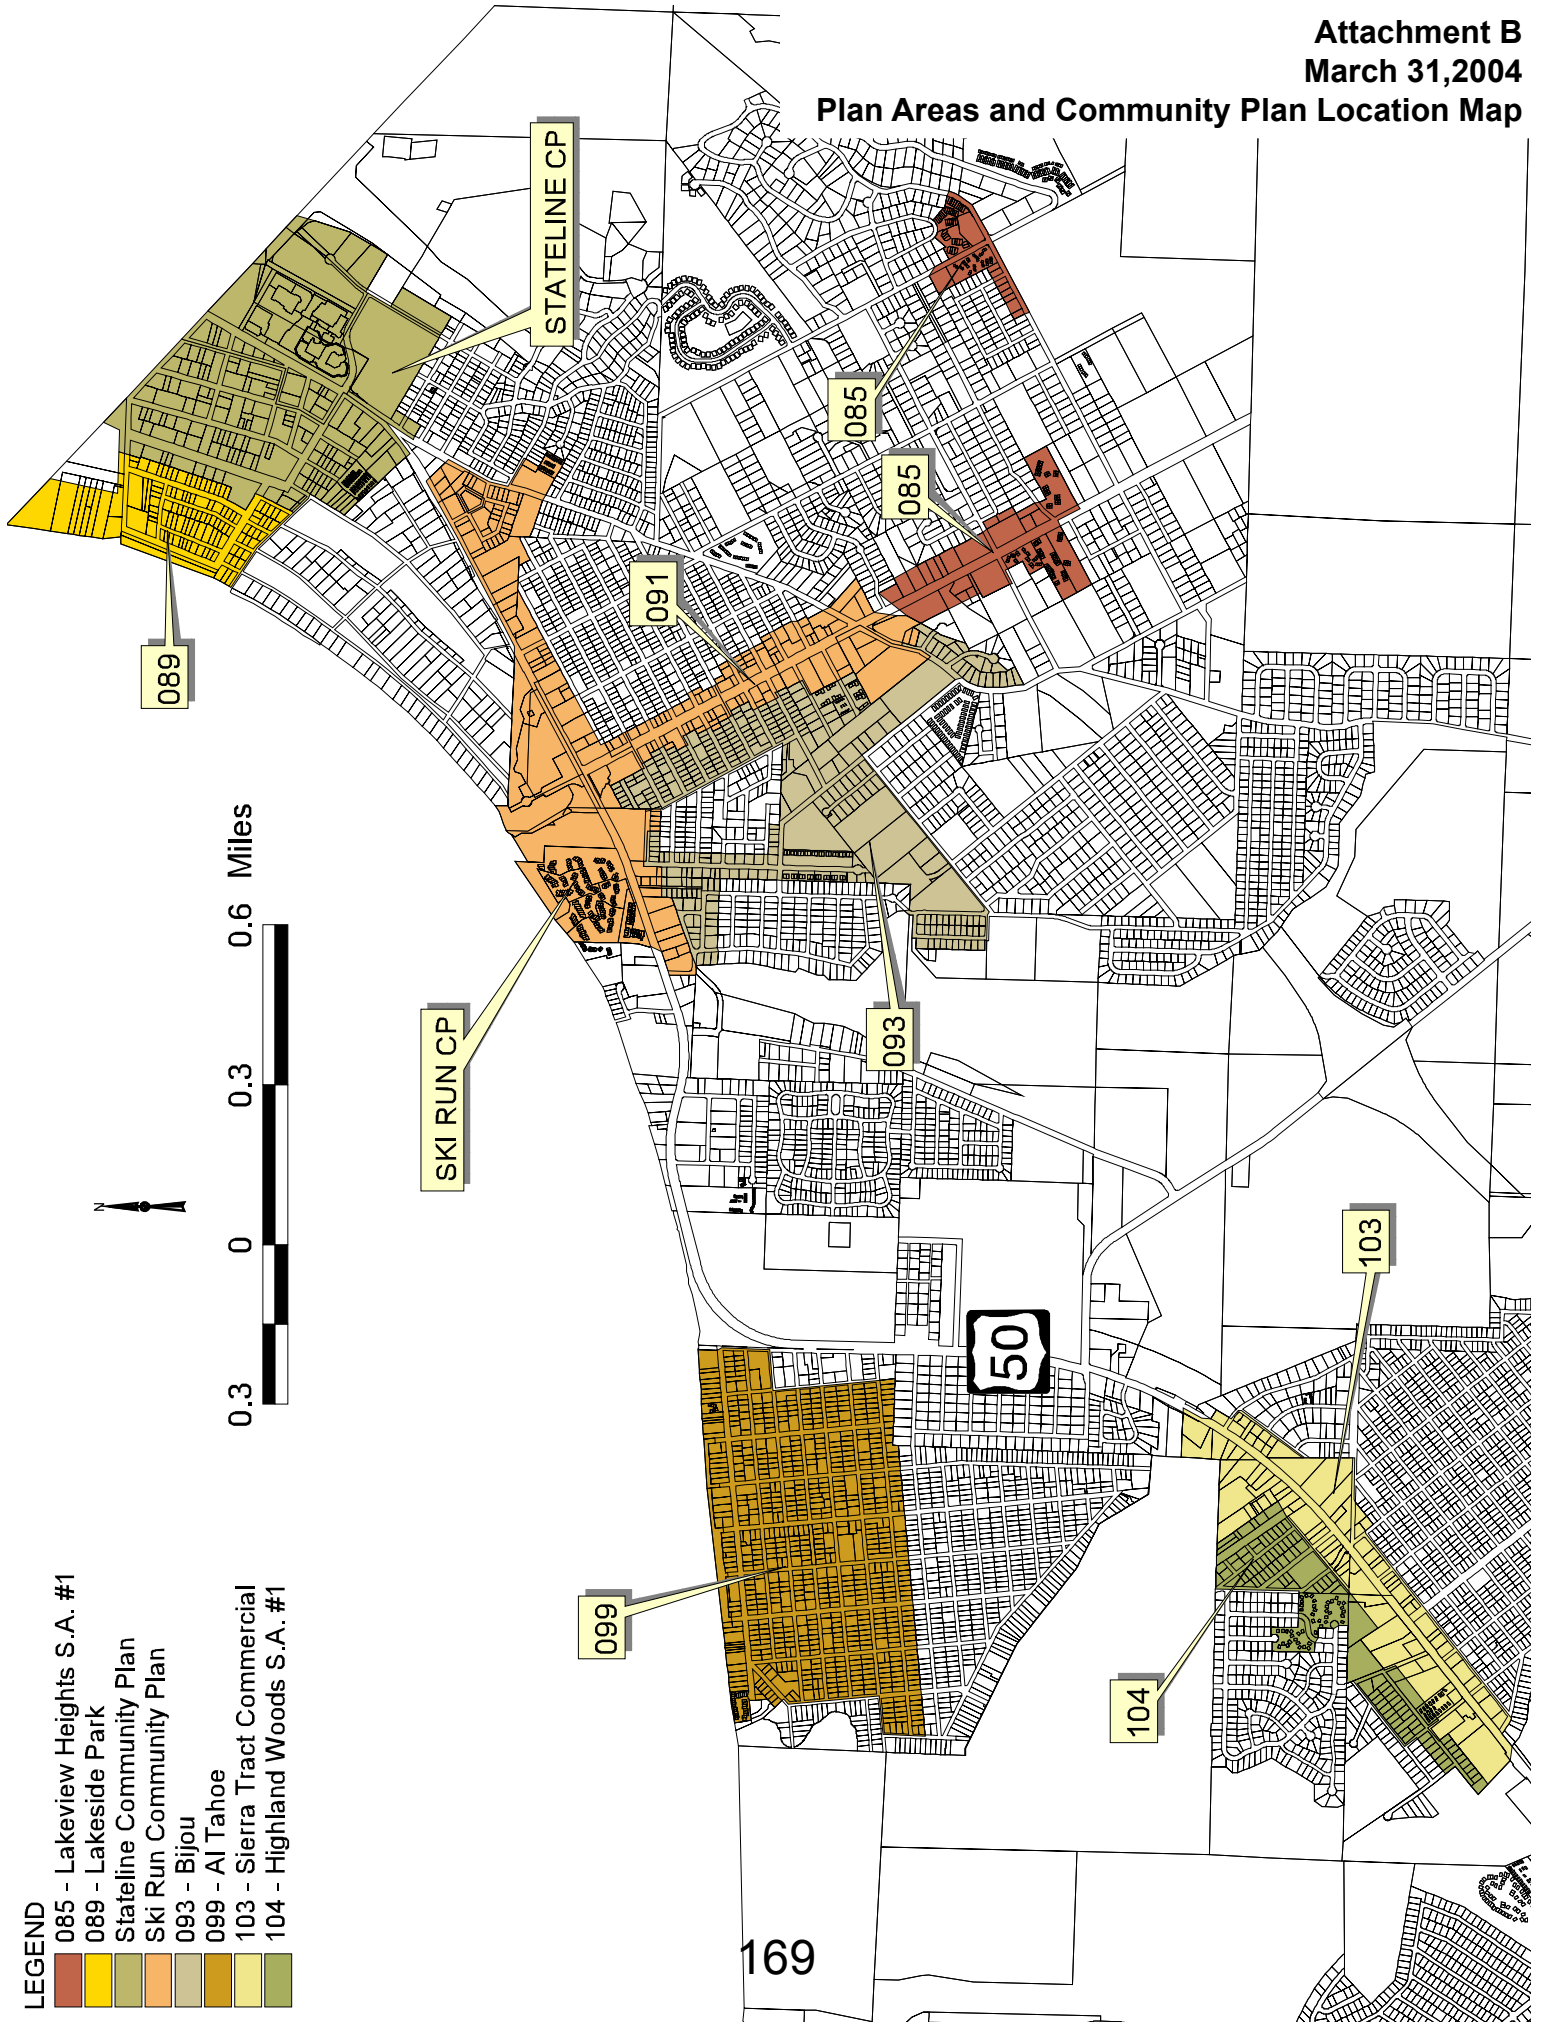 Attachment B
March 31,2004
Plan Areas and Community Plan Location Map
STATELINE CP
089
085
085
091
SKI RUN CP
093
099
103
104
50
N
0.3 0 0.3 0.6 Miles
LEGEND
085 - Lakeview Heights S.A. #1
089 - Lakeside Park
Stateline Community Plan
Ski Run Community Plan
093 - Bijou
099 - Al Tahoe
103 - Sierra Tract Commercial
104 - Highland Woods S.A. #1
169